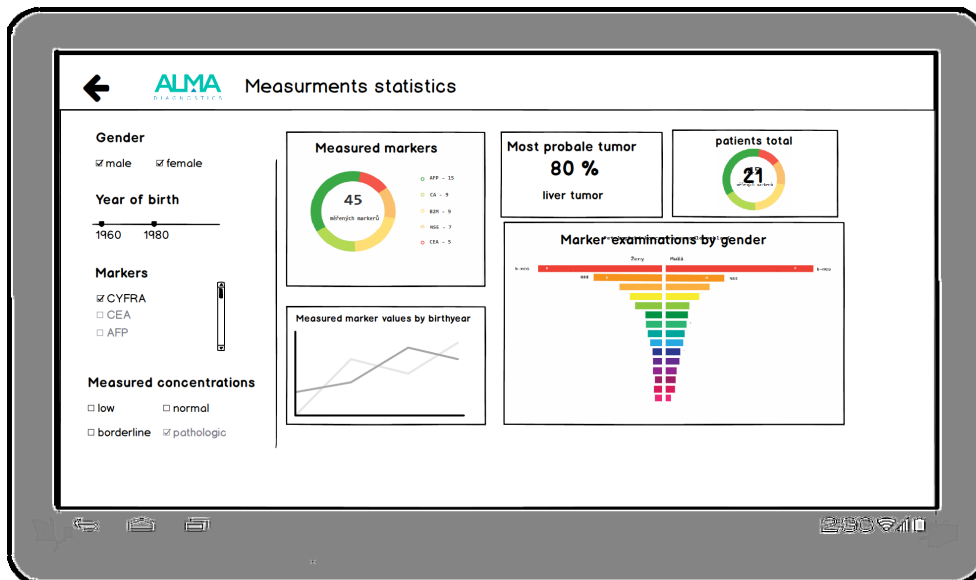 ALMA
DIAGNOSTICS
Measurments statistics
Gender
male
female
Year of birth
1960
1980
Markers
CYFRA
CEA
AFP
Measured concentrations
low
normal
borderline
pathologic
Measured markers
45
měřených markerů
AFP - 15
CA - 9
B2M - 9
NSE - 7
CEA - 5
Most probale tumor
80 %
liver tumor
patients total
21
měřených markerů
Marker examinations by gender
Ženy
Muži
NSE
Measured marker values by birthyear